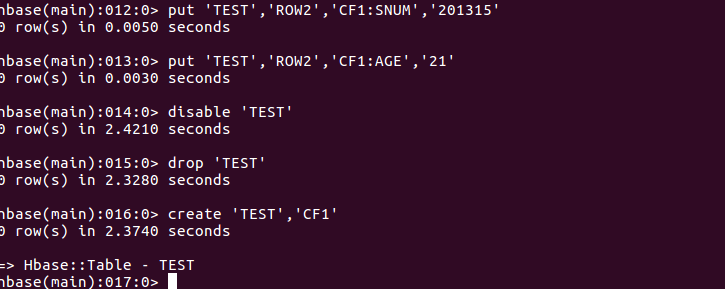 hbase(main):012:0> put 'TEST','ROW2','CF1:SNUM','201315'
0 row(s) in 0.0050 seconds
hbase(main):013:0> put 'TEST','ROW2','CF1:AGE','21'
0 row(s) in 0.0030 seconds
hbase(main):014:0> disable 'TEST'
0 row(s) in 2.4210 seconds
hbase(main):015:0> drop 'TEST'
0 row(s) in 2.3280 seconds
hbase(main):016:0> create 'TEST','CF1'
0 row(s) in 2.3740 seconds
=> Hbase::Table - TEST
hbase(main):017:0>